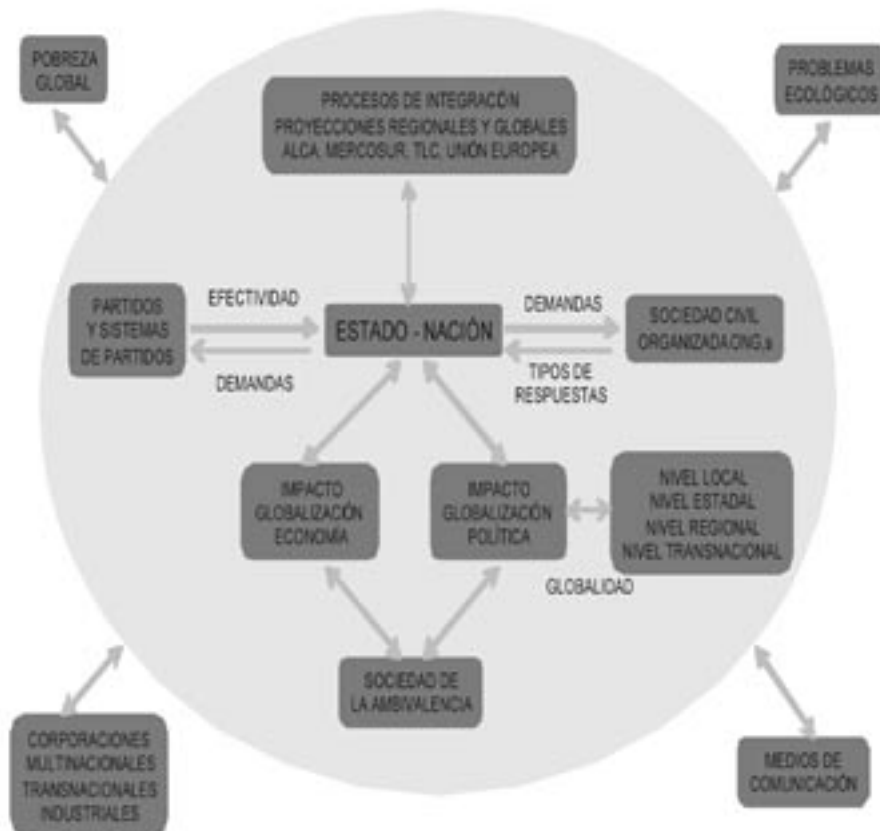 POBREZA
GLOBAL
PROBLEMAS
ECOLÓGICOS
PROCESOS DE INTEGRACÓN
PROYECCIONES REGIONALES Y GLOBALES
ALCA, MERCOSUR, TLC, UNIÓN EUROPEA
PARTIDOS
Y SISTEMAS
DE PARTIDOS
EFECTIVIDAD
DEMANDAS
ESTADO - NACIÓN
DEMANDAS
TIPOS DE
RESPUESTAS
SOCIEDAD CIVIL
ORGANIZADA ONG,s
IMPACTO
GLOBALIZACIÓN
ECONOMÍA
IMPACTO
GLOBALIZACIÓN
POLÍTICA
NIVEL LOCAL
NIVEL ESTADAL
NIVEL REGIONAL
NIVEL TRANSNACIONAL
GLOBALIDAD
SOCIEDAD DE
LA AMBIVALENCIA
CORPORACIONES
MULTINACIONALES
TRANSNACIONALES
INDUSTRIALES
MEDIOS DE
COMUNICACIÓN